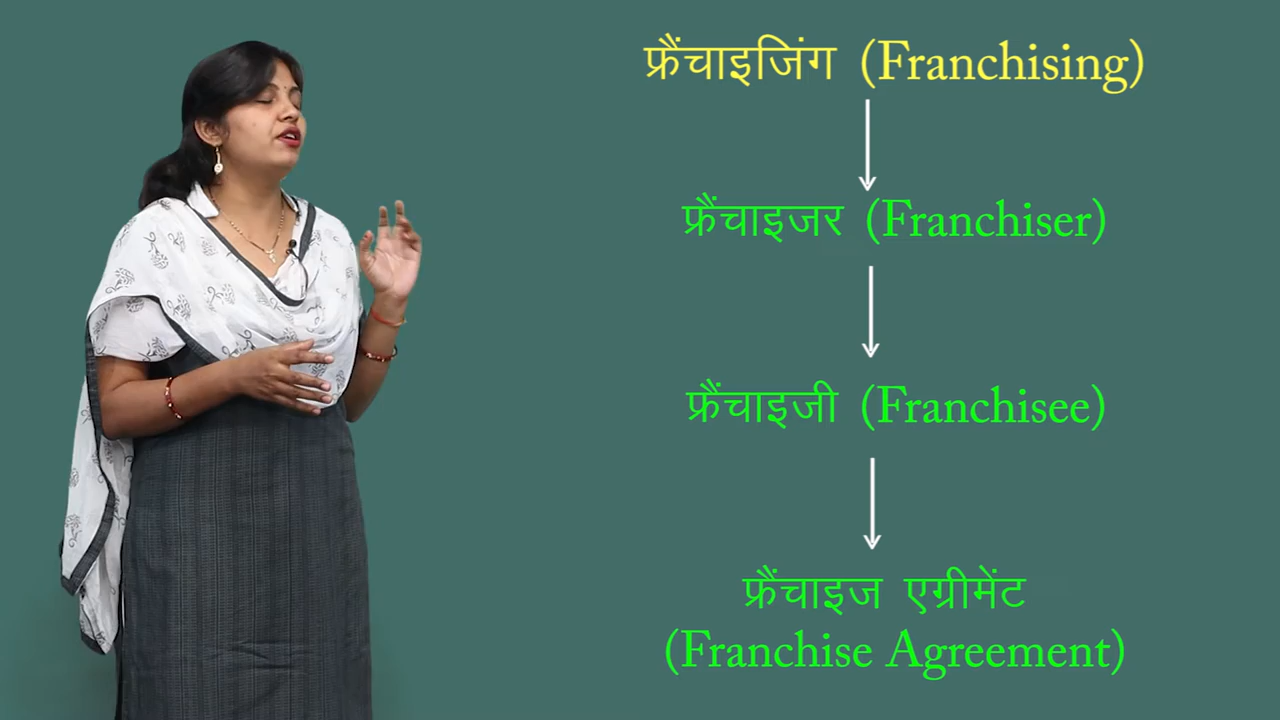 फ्रैंचाइजिंग (Franchising)
फ्रैंचाइजर (Franchiser)
फ्रैंचाइजी (Franchisee)
फ्रैंचाइज एग्रीमेंट
(Franchise Agreement)